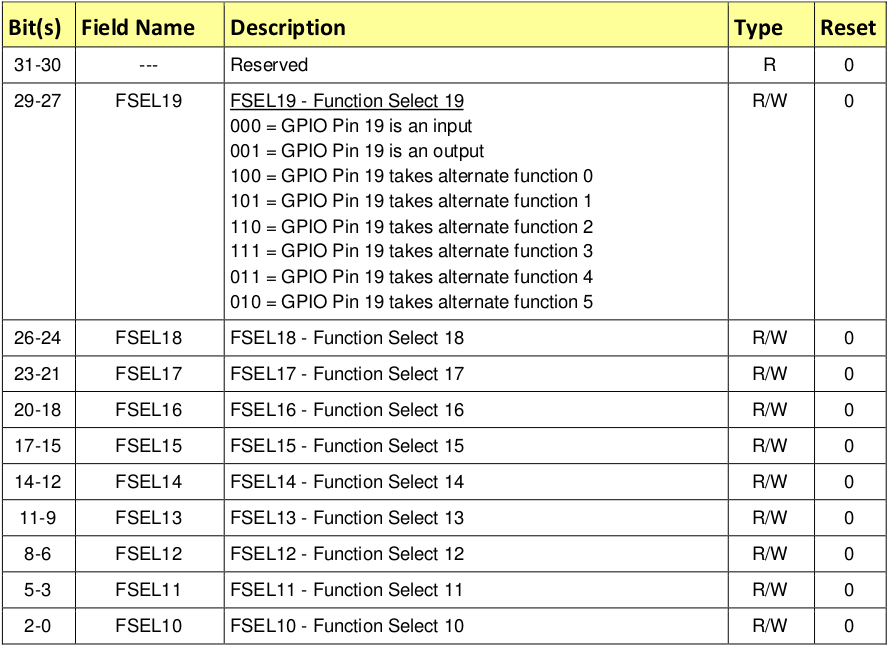 Bit(s) Field Name Description Type Reset
31-30 --- Reserved R 0
29-27 FSEL19 FSEL19 - Function Select 19 R/W 0
000 = GPIO Pin 19 is an input
001 = GPIO Pin 19 is an output
100 = GPIO Pin 19 takes alternate function 0
101 = GPIO Pin 19 takes alternate function 1
110 = GPIO Pin 19 takes alternate function 2
111 = GPIO Pin 19 takes alternate function 3
011 = GPIO Pin 19 takes alternate function 4
010 = GPIO Pin 19 takes alternate function 5
26-24 FSEL18 FSEL18 - Function Select 18 R/W 0
23-21 FSEL17 FSEL17 - Function Select 17 R/W 0
20-18 FSEL16 FSEL16 - Function Select 16 R/W 0
17-15 FSEL15 FSEL15 - Function Select 15 R/W 0
14-12 FSEL14 FSEL14 - Function Select 14 R/W 0
11-9 FSEL13 FSEL13 - Function Select 13 R/W 0
8-6 FSEL12 FSEL12 - Function Select 12 R/W 0
5-3 FSEL11 FSEL11 - Function Select 11 R/W 0
2-0 FSEL10 FSEL10 - Function Select 10 R/W 0